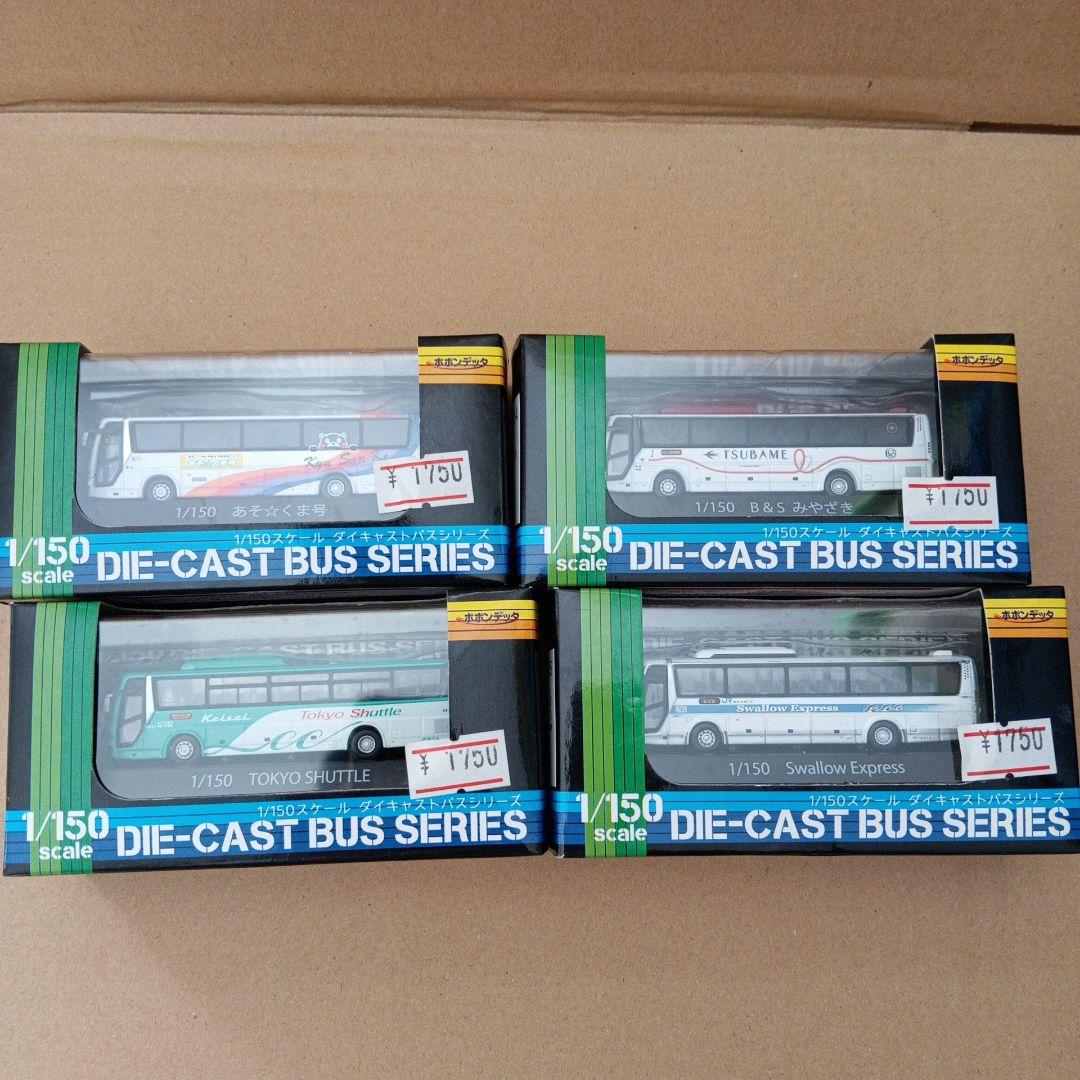 ポポンデッタ
Kyu San Ko
¥ 1750
1/150 あそ☆くま号
1/150スケール ダイキャストバスシリーズ
1/150
scale
DIE-CAST BUS SERIES
ポポンデッタ
TSUBAME
B&S
¥1750
1/150 B&S みやざき
1/150スケール ダイキャストバスシリーズ
1/150
scale
DIE-CAST BUS SERIES
ポポンデッタ
Keisei
Tokyo Shuttle
LCC
¥ 1750
1/150 TOKYO SHUTTLE
1/150スケール ダイキャストバスシリーズ
1/150
scale
DIE-CAST BUS SERIES
ポポンデッタ
JR
Swallow Express
¥1750
1/150 Swallow Express
1/150スケール ダイキャストバスシリーズ
1/150
scale
DIE-CAST BUS SERIES